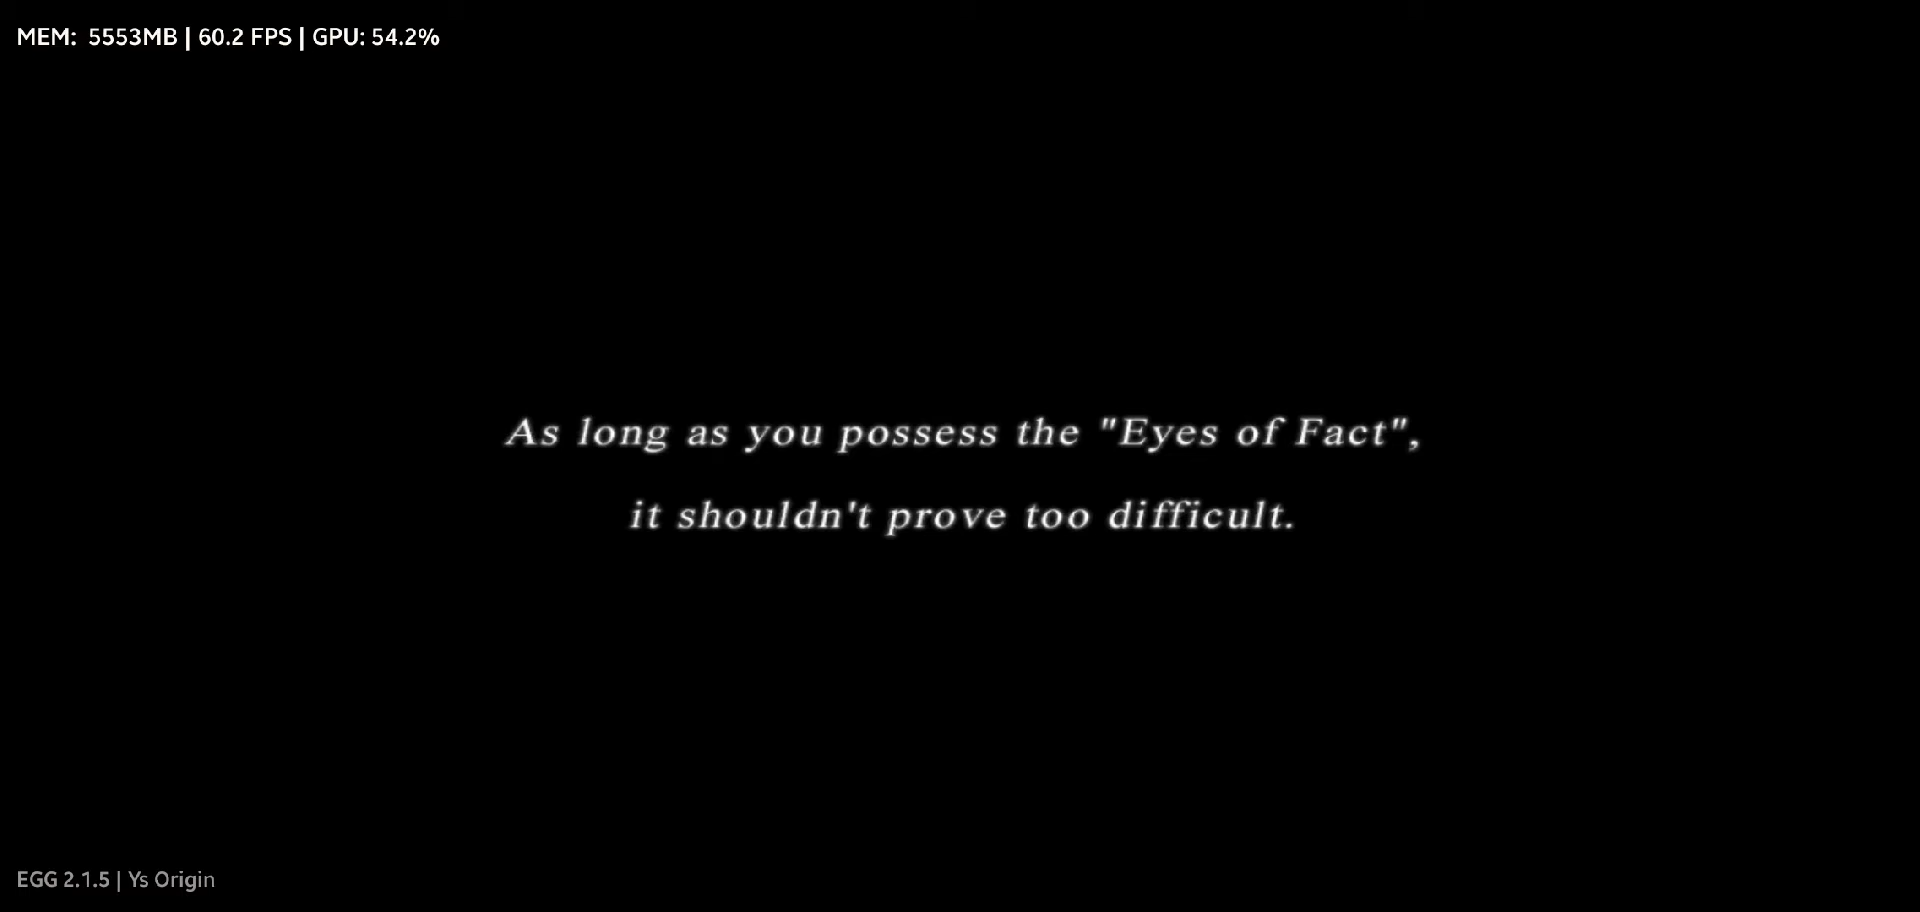 MEM: 5553MB | 60.2 FPS | GPU: 54.2%
As long as you possess the "Eyes of Fact",
it shouldn't prove too difficult.
EGG 2.1.5 | Ys Origin